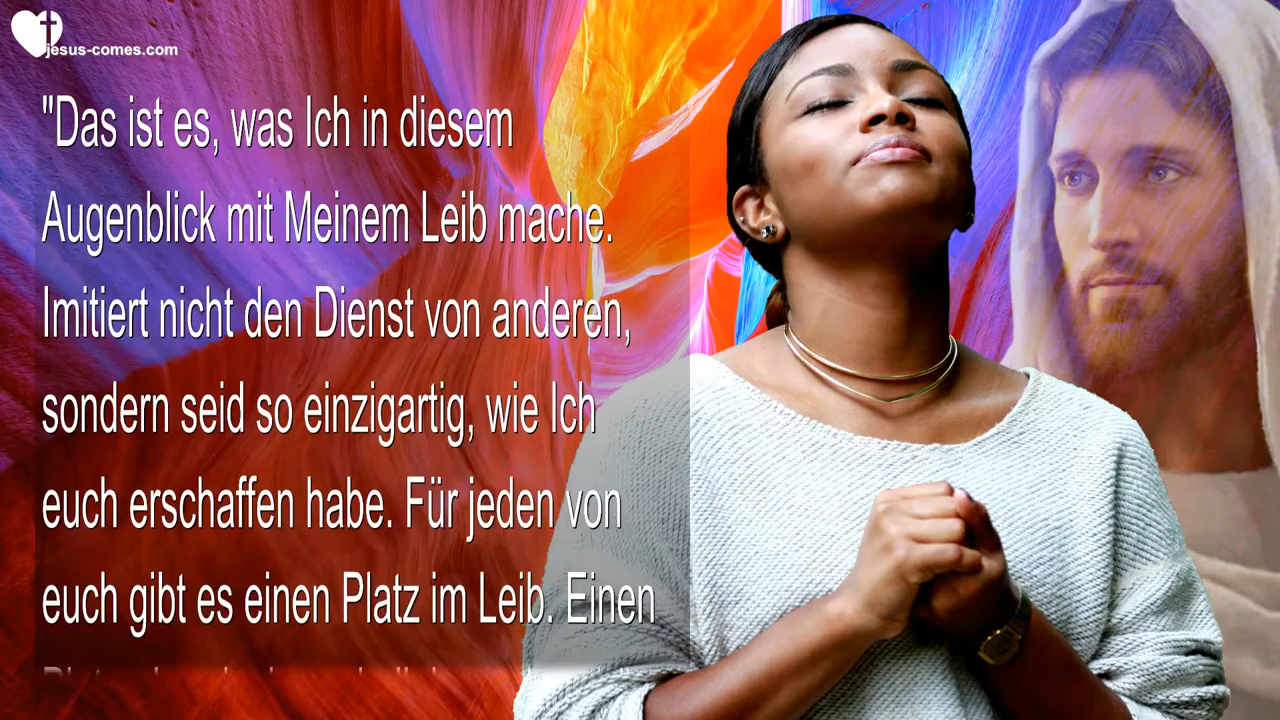 jesus-comes.com
"Das ist es, was Ich in diesem
Augenblick mit Meinem Leib mache.
Imitiert nicht den Dienst von anderen,
sondern seid so einzigartig, wie Ich
euch erschaffen habe. Für jeden von
euch gibt es einen Platz im Leib. Einen